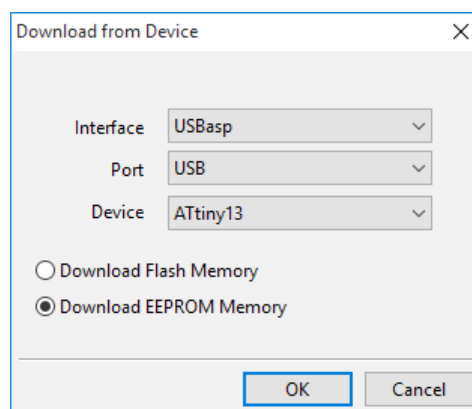 Download from Device
Interface USBasp
Port USB
Device ATtiny13
Download Flash Memory
Download EEPROM Memory
OK Cancel